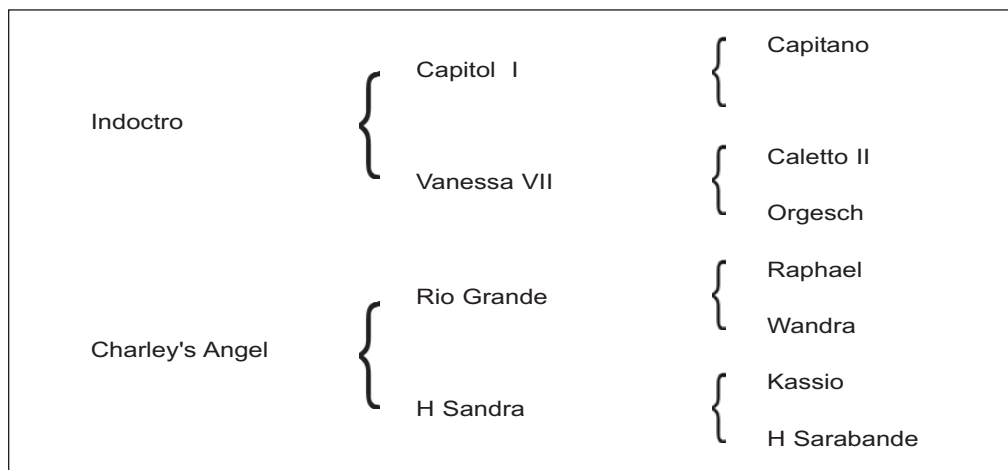 Capitano
Capitol I
Indoctro
Caletto II
Vanessa VII
Orgesch
Raphael
Rio Grande
Wandra
Charley's Angel
Kassio
H Sandra
H Sarabande